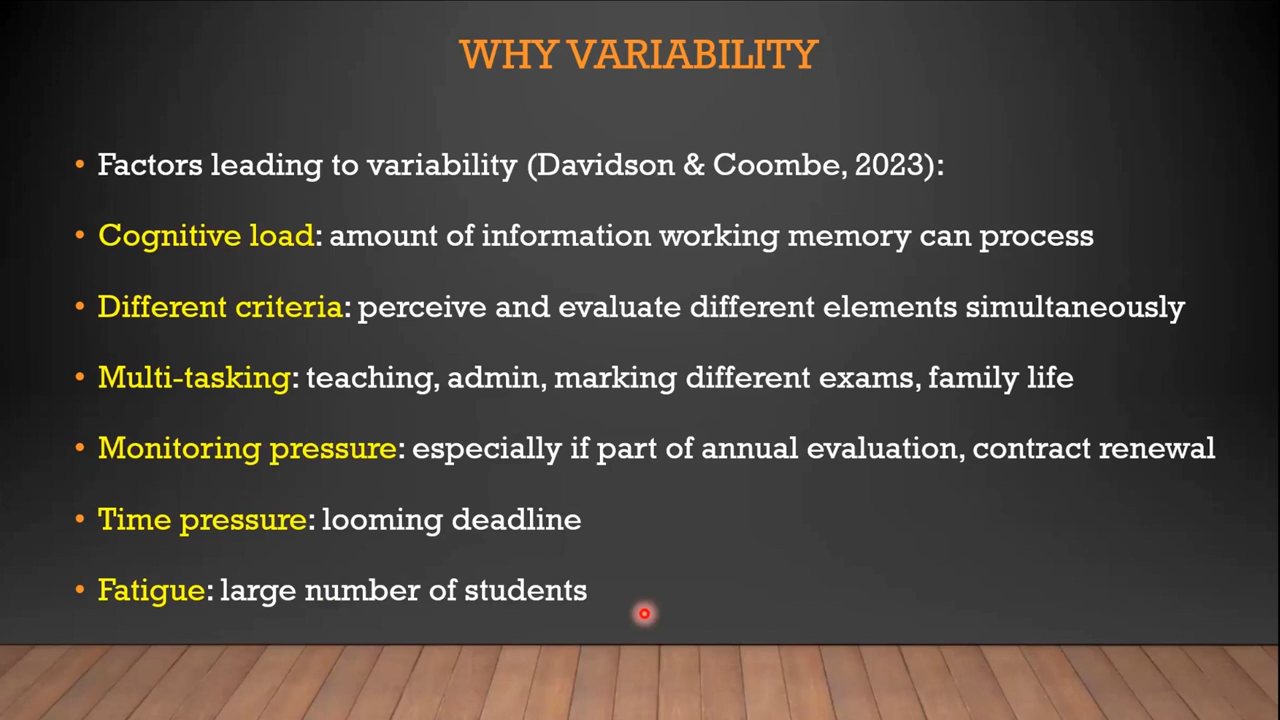 WHY VARIABILITY
• Factors leading to variability (Davidson & Coombe, 2023):
• Cognitive load: amount of information working memory can process
• Different criteria: perceive and evaluate different elements simultaneously
• Multi-tasking: teaching, admin, marking different exams, family life
• Monitoring pressure: especially if part of annual evaluation, contract renewal
• Time pressure: looming deadline
• Fatigue: large number of students